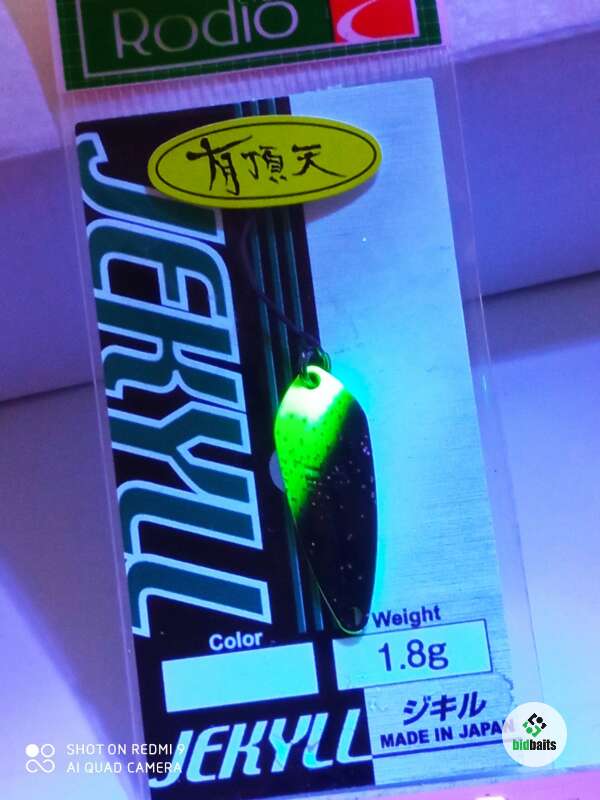 Rodio
有頂天
JEKYLL
Color
Weight
1.8g
JEKYLL
ジキル
MADE IN JAPAN
SHOT ON REDMI 9
AI QUAD CAMERA
bidbaits